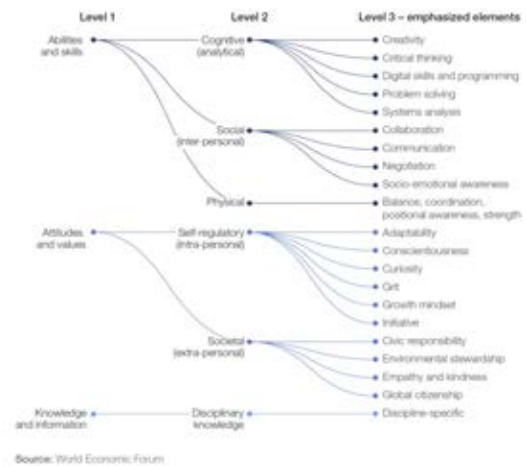 Level 1 Level 2 Level 3 – emphasized elements
Abilities
and skills
Cognitive
(analytical)
Creativity
Critical thinking
Digital skills and programming
Problem solving
Systems analysis
Social
(inter-personal)
Collaboration
Communication
Negotiation
Socio-emotional awareness
Physical
Balance, coordination,
positional awareness, strength
Attitudes
and values
Self-regulatory
(intra-personal)
Adaptability
Conscientiousness
Curiosity
Grit
Growth mindset
Initiative
Societal
(extra-personal)
Civic responsibility
Environmental stewardship
Empathy and kindness
Global citizenship
Knowledge
and information
Disciplinary
knowledge
Discipline-specific
Source: World Economic Forum